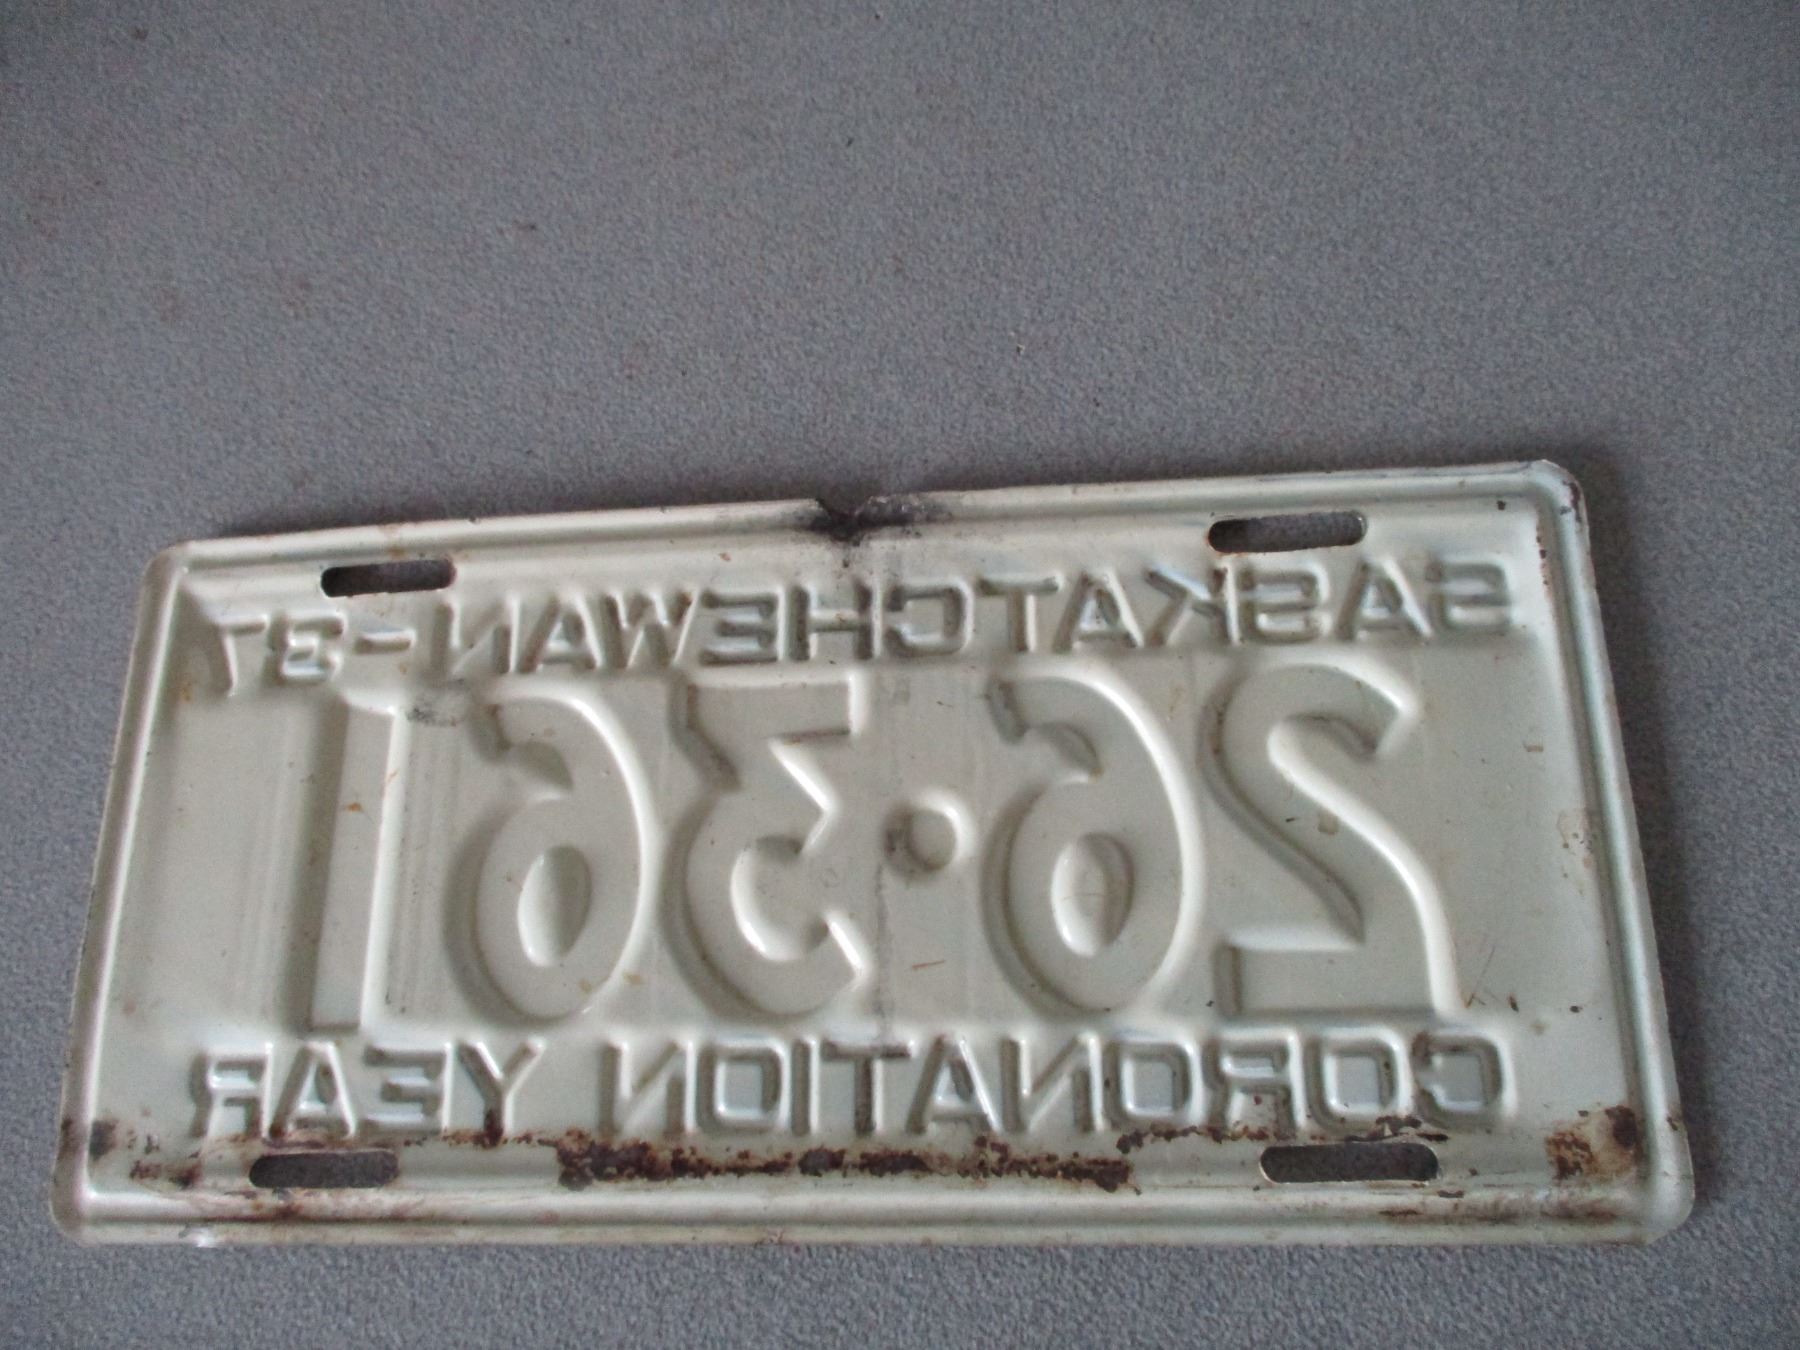 SASKATCHEWAN-37
26·361
CORONATION YEAR